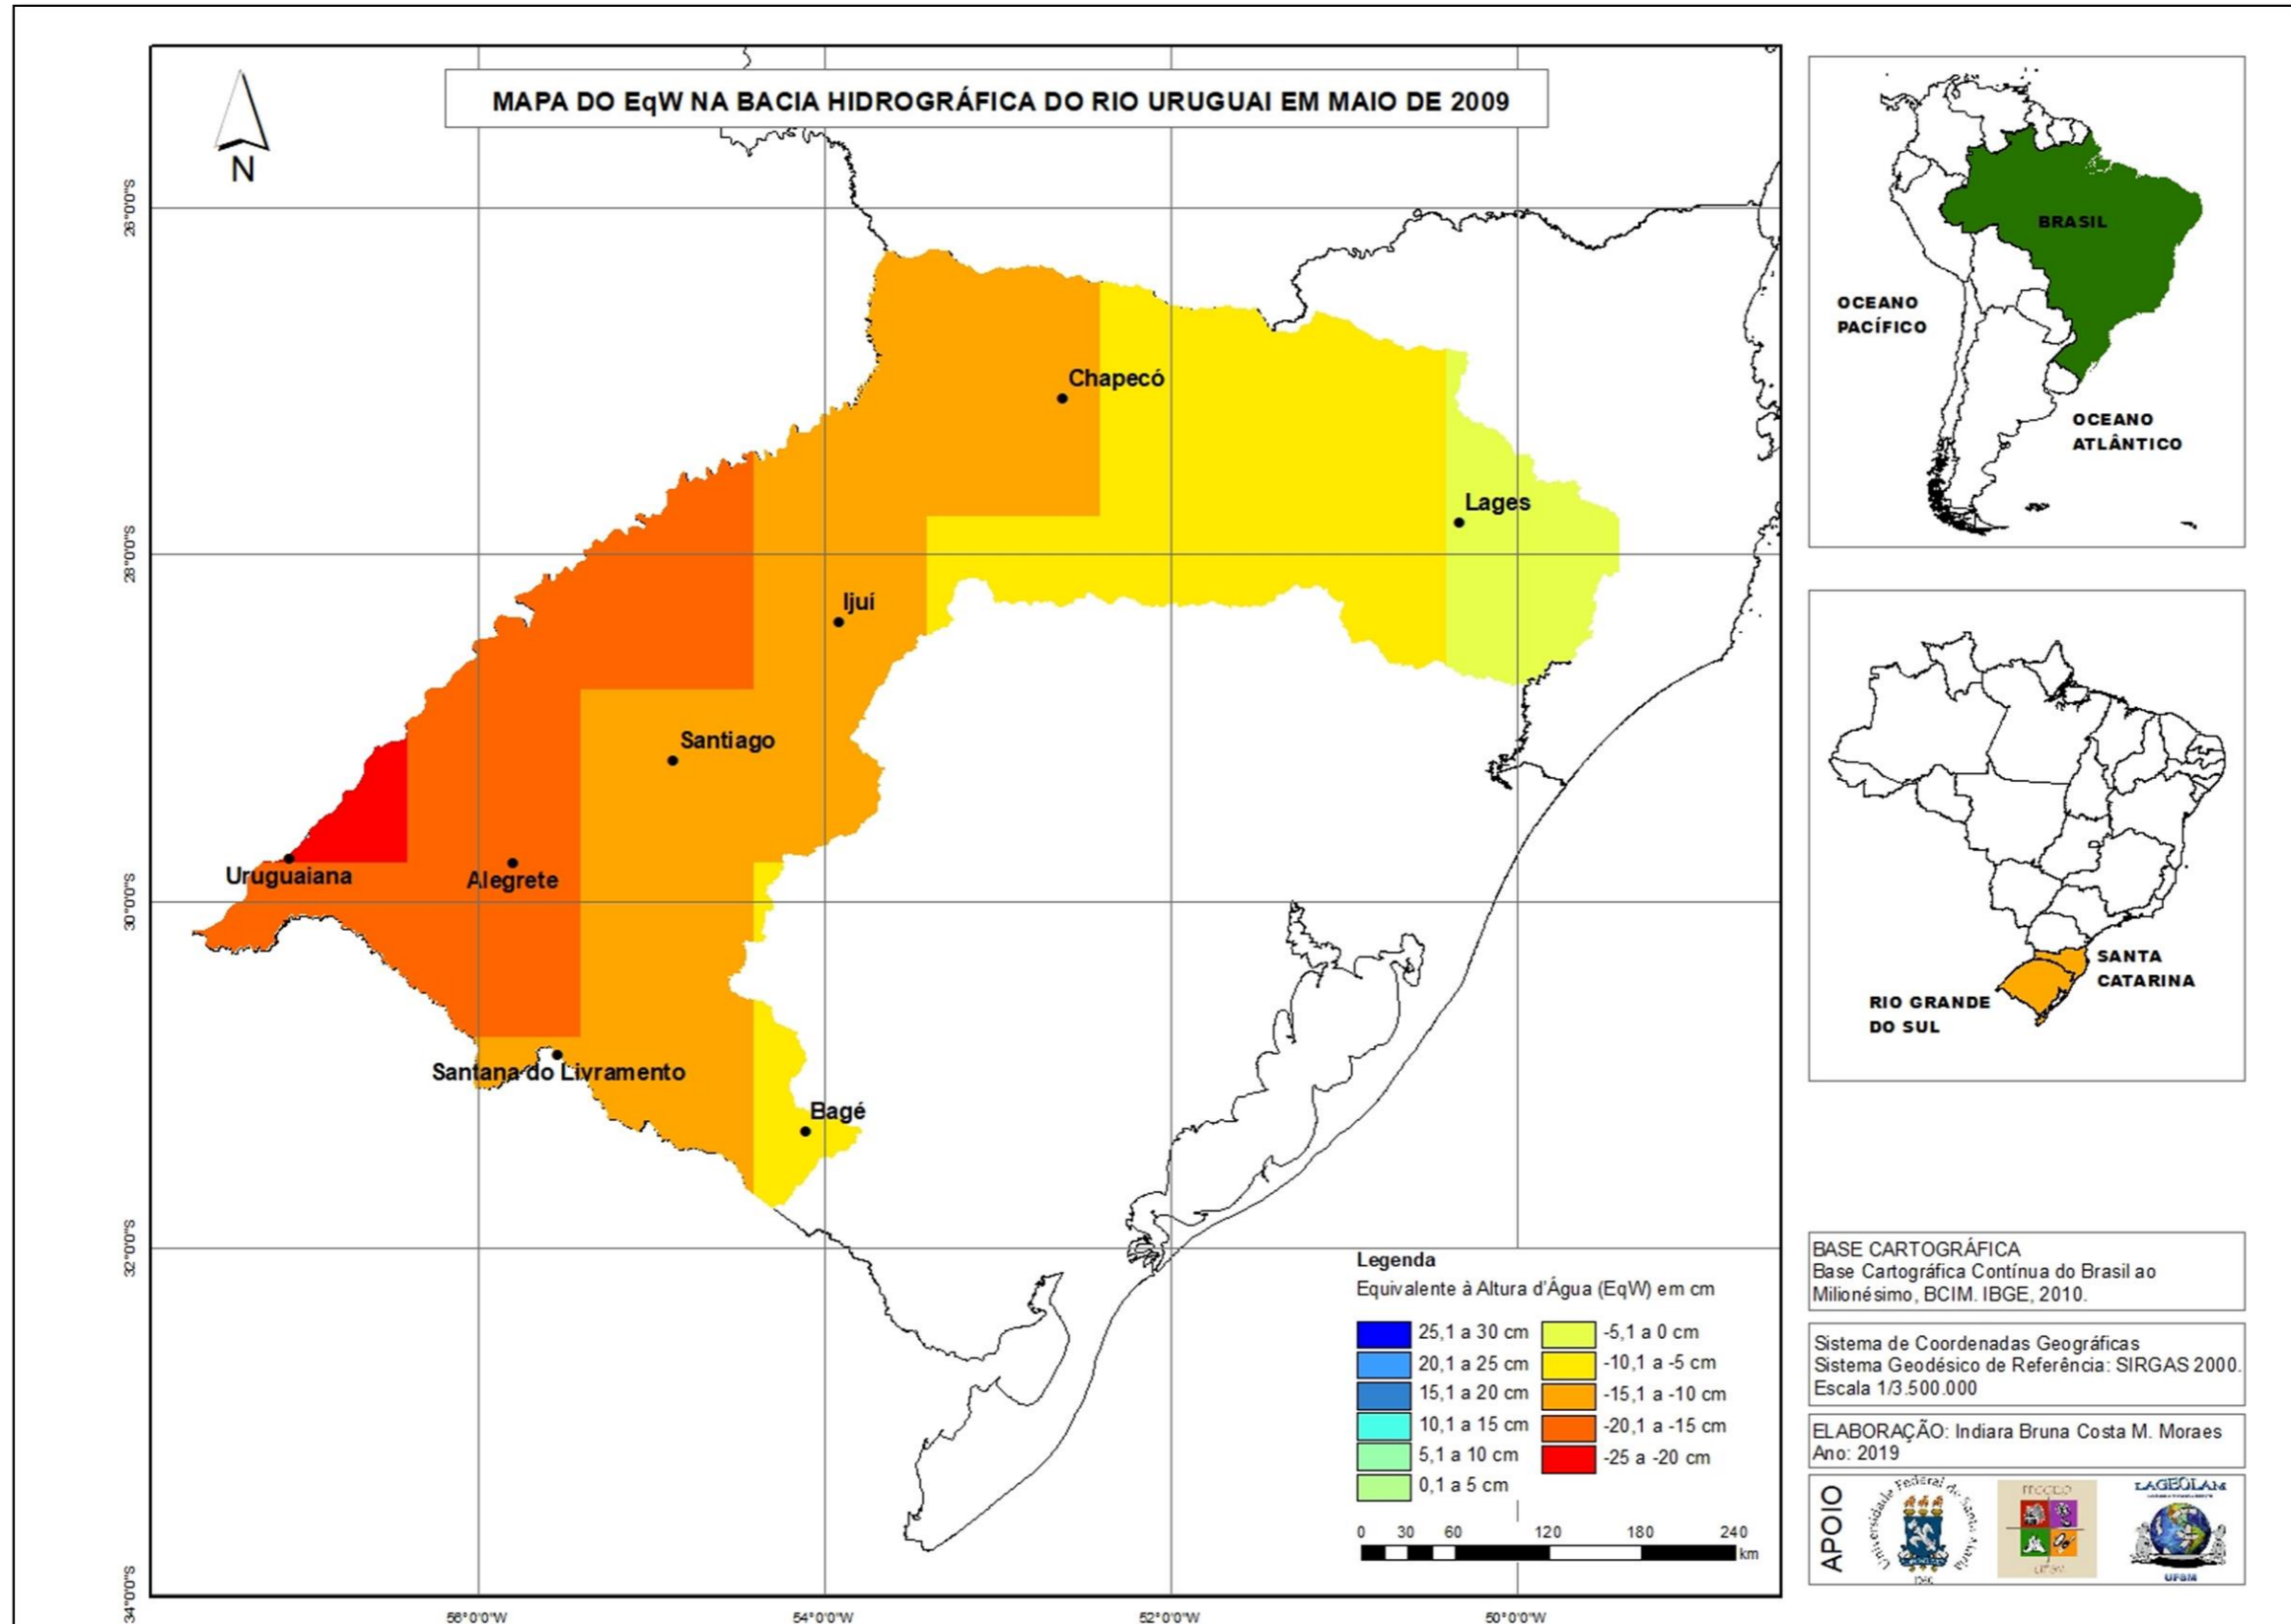 MAPA DO EqW NA BACIA HIDROGRÁFICA DO RIO URUGUAI EM MAIO DE 2009
N
26°0'0"S
28°0'0"S
30°0'0"S
32°0'0"S
34°0'0"S
56°0'0"W
54°0'0"W
52°0'0"W
50°0'0"W
Chapecó
Lages
Ijuí
Santiago
Uruguaiana
Alegrete
Santana do Livramento
Bagé
Legenda
Equivalente à Altura d'Água (EqW) em cm
25,1 a 30 cm
20,1 a 25 cm
15,1 a 20 cm
10,1 a 15 cm
5,1 a 10 cm
0,1 a 5 cm
-5,1 a 0 cm
-10,1 a -5 cm
-15,1 a -10 cm
-20,1 a -15 cm
-25 a -20 cm
0 30 60 120 180 240
km
BRASIL
OCEANO
PACÍFICO
OCEANO
ATLÂNTICO
SANTA
CATARINA
RIO GRANDE
DO SUL
BASE CARTOGRÁFICA
Base Cartográfica Contínua do Brasil ao
Milionésimo, BCIM. IBGE, 2010.
Sistema de Coordenadas Geográficas
Sistema Geodésico de Referência: SIRGAS 2000.
Escala 1/3.500.000
ELABORAÇÃO: Indiara Bruna Costa M. Moraes
Ano: 2019
APOIO
Universidade Federal de Santa Maria
1960
PPGGEO
UFSM
LAGEOLAM
UFSM